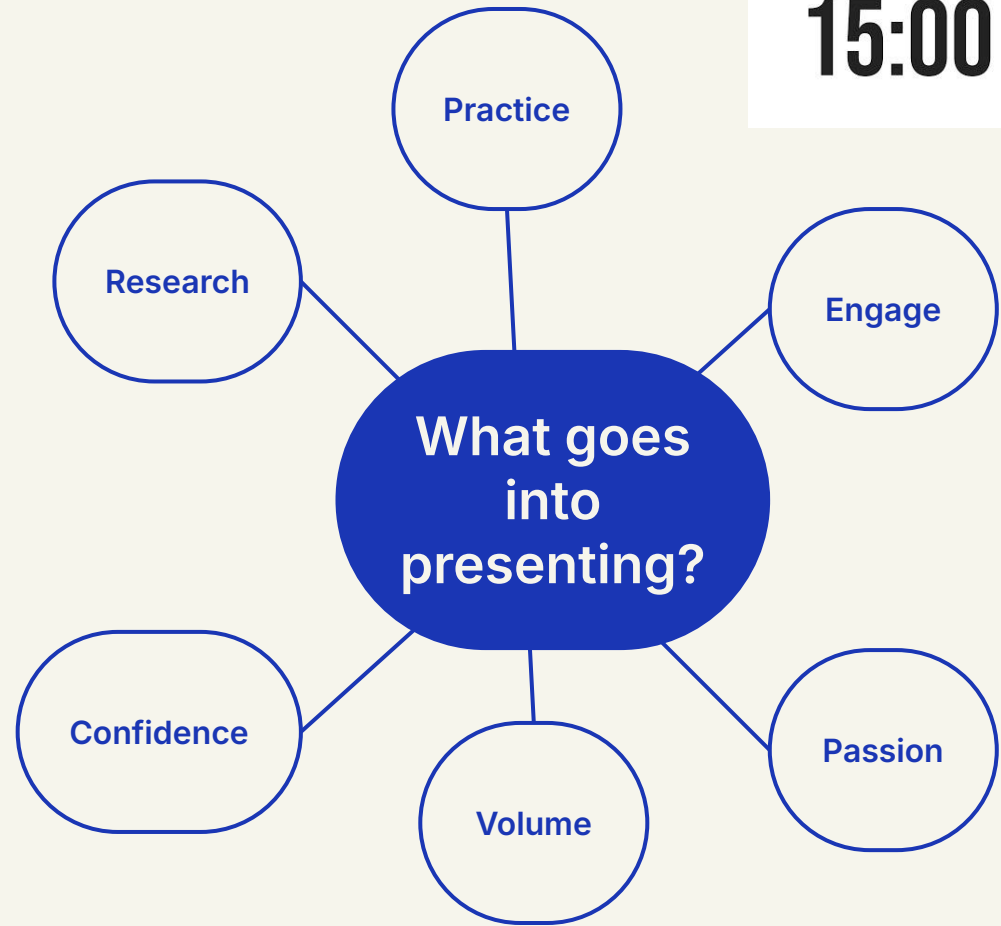 15:00
Practice
Research
Engage
What goes
into
presenting?
Confidence
Volume
Passion